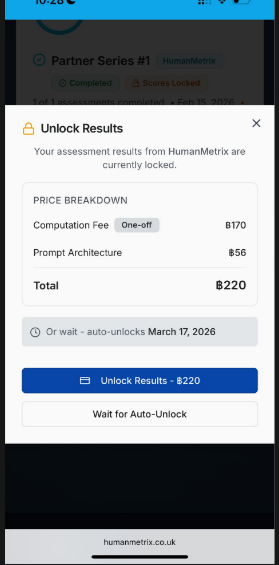 10:28
Partner Series #1 HumanMetrix
Completed Scores Locked
1 of 1 assessments completed • Feb 15, 2026 •
Unlock Results
Your assessment results from HumanMetrix are
currently locked.
PRICE BREAKDOWN
Computation Fee One-off ฿170
Prompt Architecture ฿56
Total ฿220
Or wait - auto-unlocks March 17, 2026
Unlock Results - ฿220
Wait for Auto-Unlock
humanmetrix.co.uk